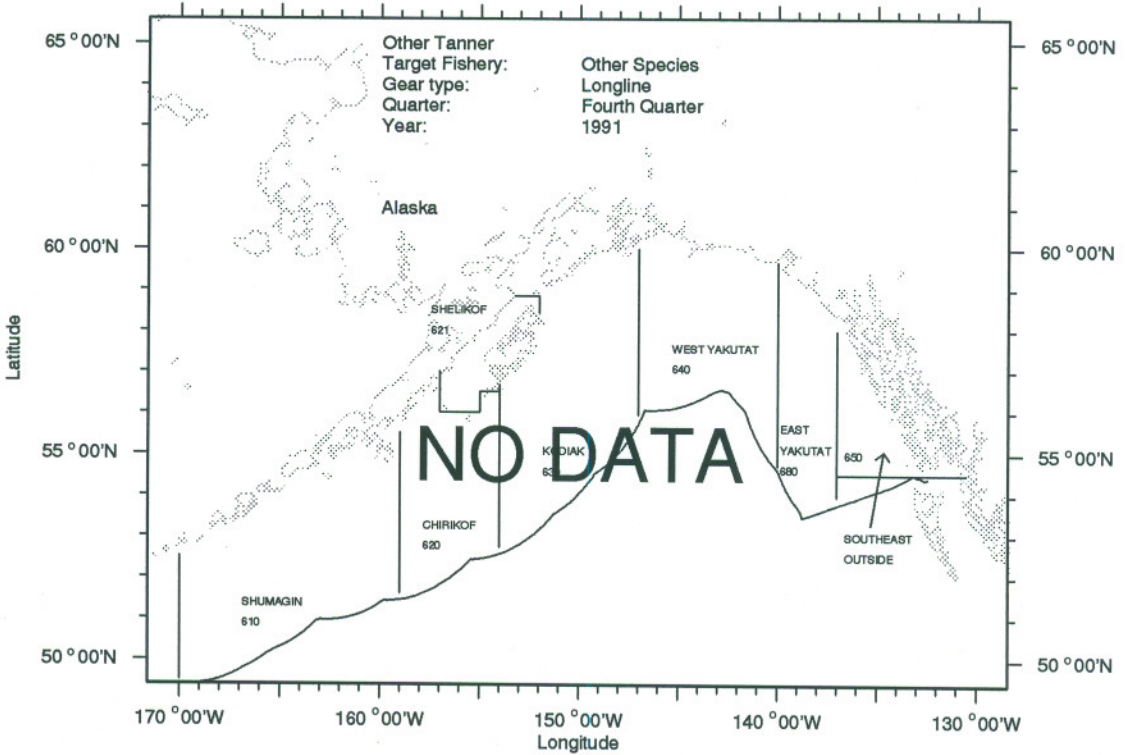 65 °00'N
65 °00'N
Other Tanner
Target Fishery: Other Species
Gear type: Longline
Quarter: Fourth Quarter
Year: 1991
Alaska
60 °00'N
60 °00'N
Latitude
SHELIKOF
621
WEST YAKUTAT
640
NO DATA
KODIAK
EAST
YAKUTAT
680
650
55 °00'N
55 °00'N
CHIRIKOF
620
SOUTHEAST
OUTSIDE
SHUMAGIN
610
50 °00'N
50 °00'N
170 °00'W
160 °00'W
150 °00'W
140 °00'W
130 °00'W
Longitude